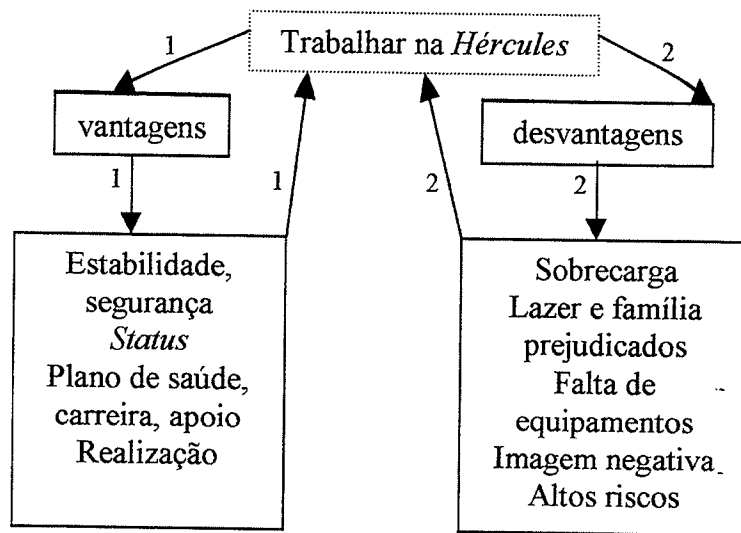 Trabalhar na Hércules
1
2
vantagens
desvantagens
1
1
2
2
Estabilidade,
segurança
Status
Plano de saúde,
carreira, apoio
Realização
Sobrecarga
Lazer e família
prejudicados
Falta de
equipamentos
Imagem negativa
Altos riscos